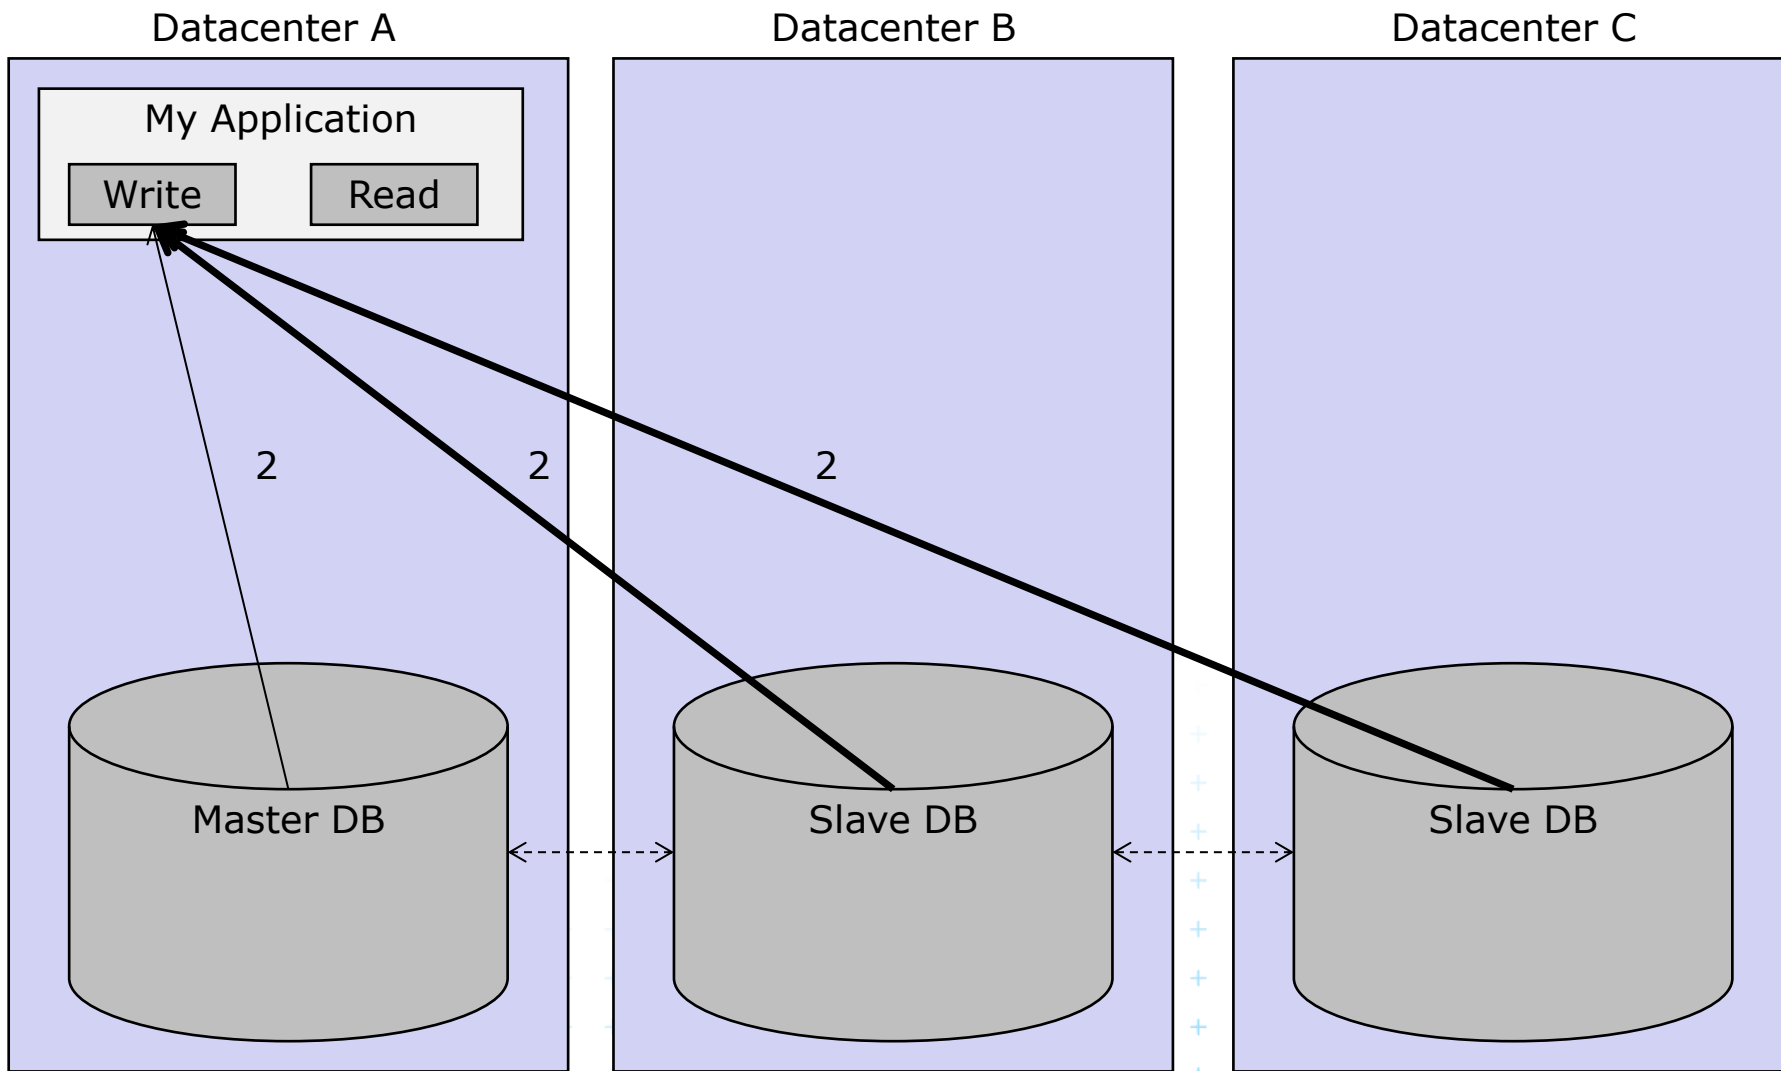 Datacenter A
Datacenter B
Datacenter C
My Application
Write
Read
2
2
2
Master DB
Slave DB
Slave DB